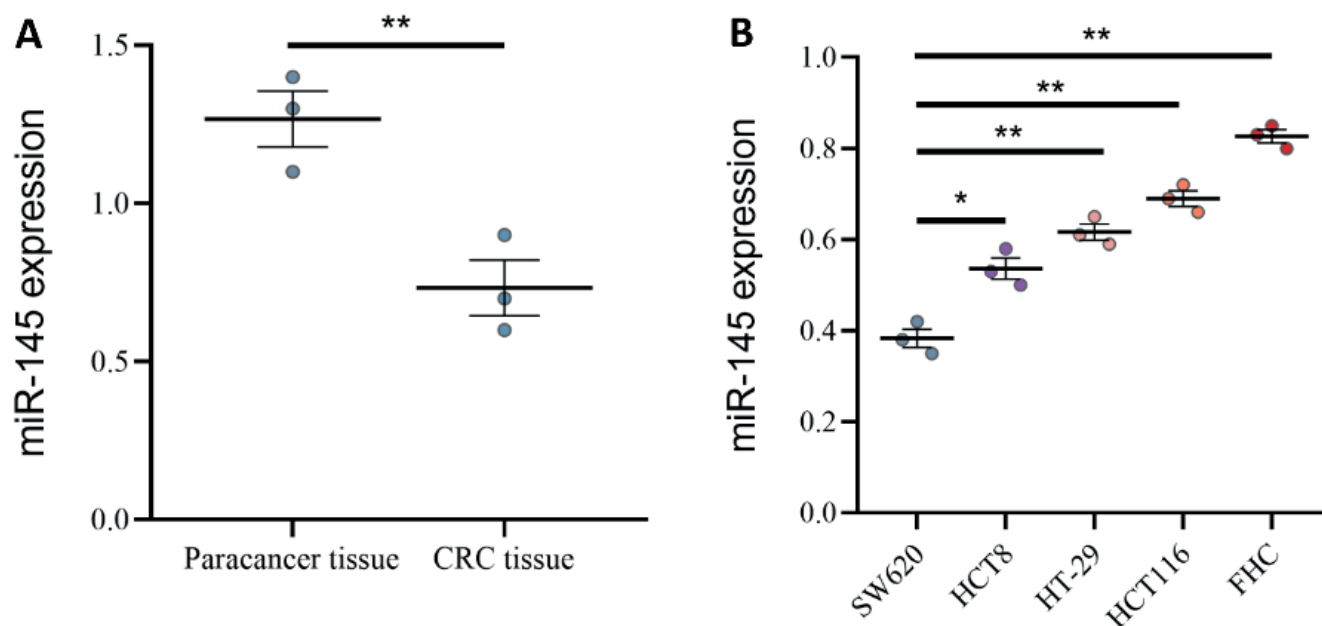 A
**
miR-145 expression
1.5
1.0
0.5
0.0
Paracancer tissue
CRC tissue
B
**
**
**
*
miR-145 expression
1.0
0.8
0.6
0.4
0.2
0.0
SW620
HCT8
HT-29
HCT116
FHC